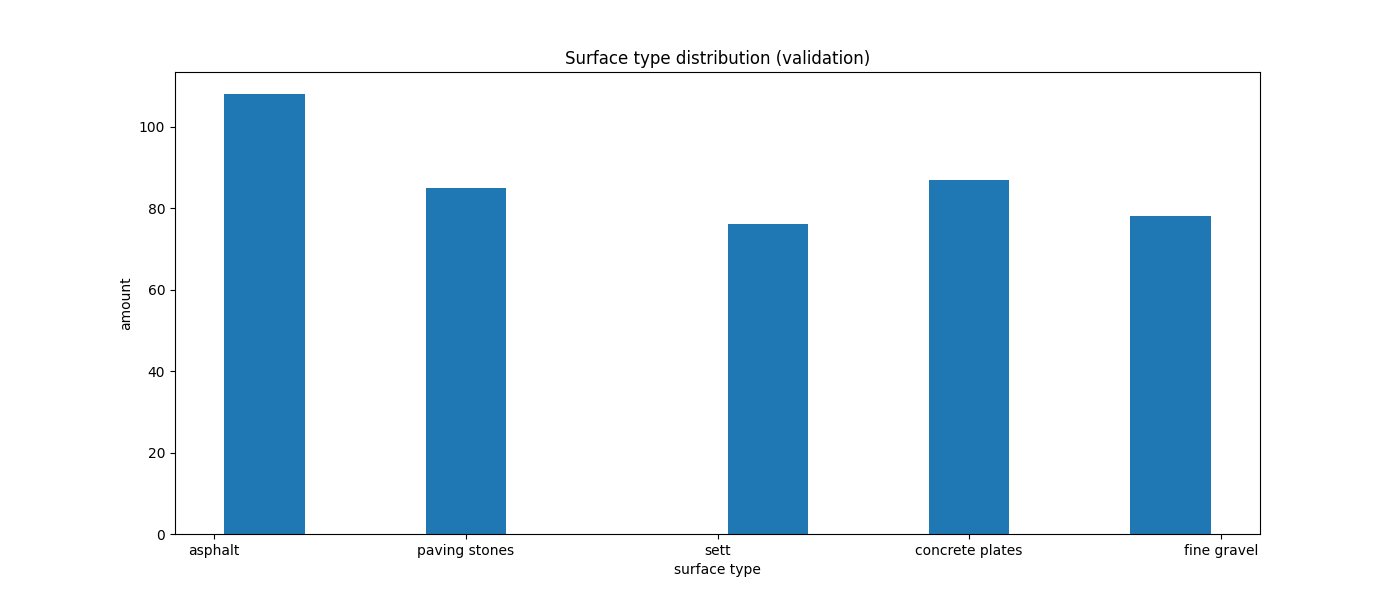 Surface type distribution (validation)
amount
100
80
60
40
20
0
asphalt paving stones sett concrete plates fine gravel
surface type